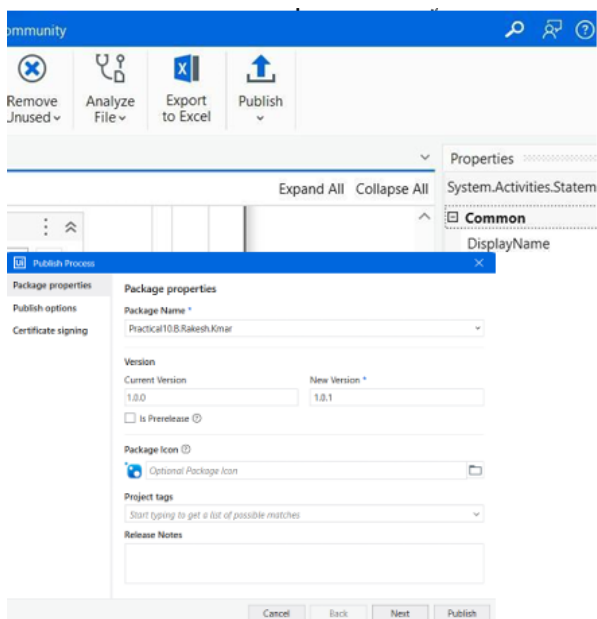 ommunity
Remove Unused
Analyze File
Export to Excel
Publish
Properties
Expand All Collapse All
System.Activities.Statem
Common
DisplayName
Ui Publish Process
Package properties
Publish options
Certificate signing
Package properties
Package Name *
Practical10.B.Rakesh.Kmar
Version
Current Version New Version *
1.0.0 1.0.1
Is Prerelease
Package Icon
Optional Package Icon
Project tags
Start typing to get a list of possible matches
Release Notes
Cancel Back Next Publish